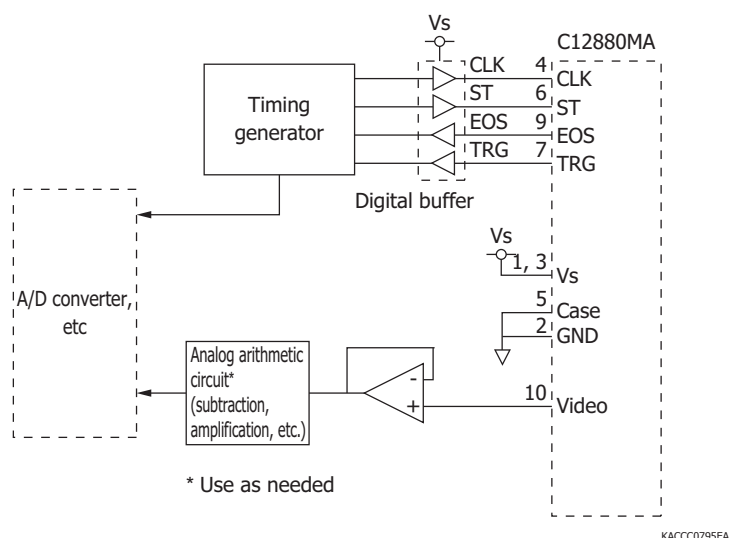 Vs
C12880MA
Timing
generator
CLK 4 CLK
ST 6 ST
EOS 9 EOS
TRG 7 TRG
Digital buffer
Vs
1, 3 Vs
A/D converter,
etc
5 Case
2 GND
Analog arithmetic
circuit*
(subtraction,
amplification, etc.)
-
+
10 Video
* Use as needed
KACCC0795EA